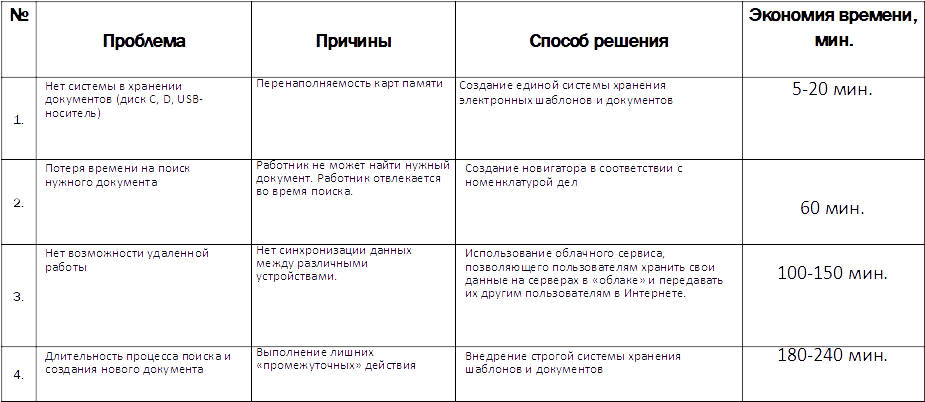 №
Проблема
Причины
Способ решения
Экономия времени,
мин.
1.
Нет системы в хранении
документов (диск C, D, USB-
носитель)
Перенаполняемость карт памяти
Создание единой системы хранения
электронных шаблонов и документов
5-20 мин.
2.
Потеря времени на поиск
нужного документа
Работник не может найти нужный
документ. Работник отвлекается
во время поиска.
Создание новигатора в соответствии с
номенклатурой дел
60 мин.
3.
Нет возможности удаленной
работы
Нет синхронизации данных
между различными
устройствами.
Использование облачного сервиса,
позволяющего пользователям хранить свои
данные на серверах в «облаке» и передавать
их другим пользователям в Интернете.
100-150 мин.
4.
Длительность процесса поиска и
создания нового документа
Выполнение лишних
«промежуточных» действия
Внедрение строгой системы хранения
шаблонов и документов
180-240 мин.